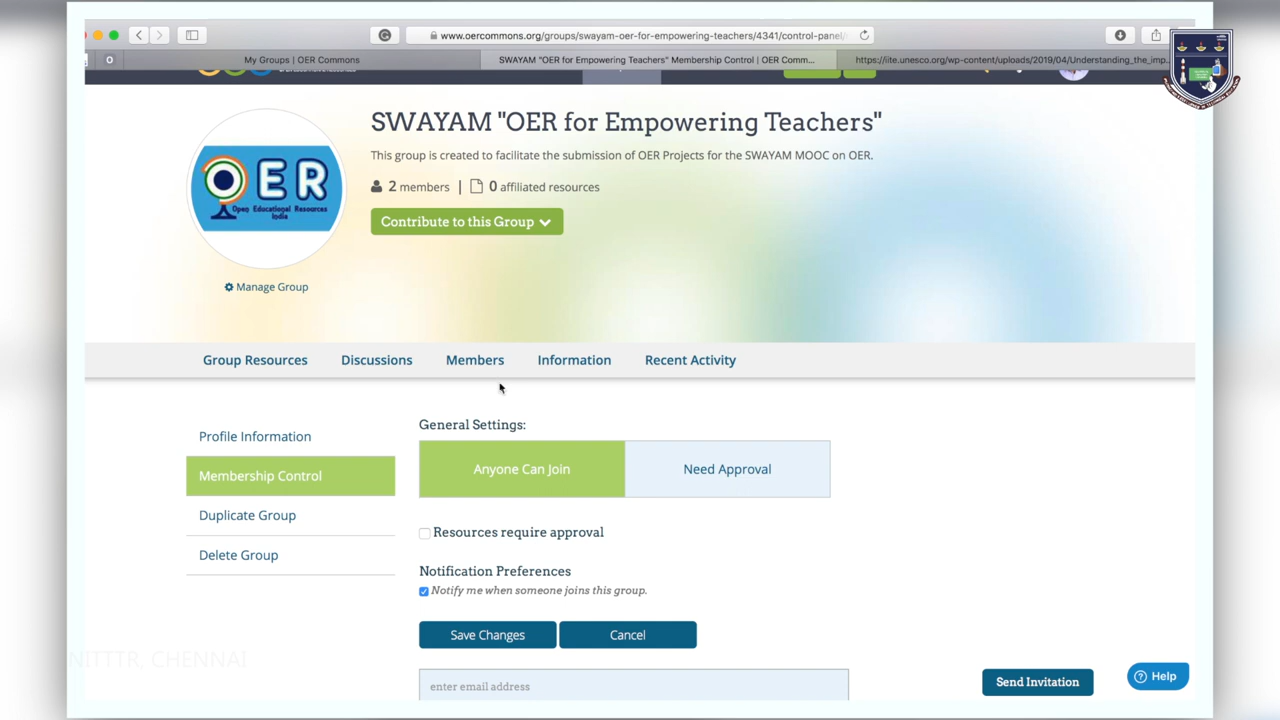 www.oercommons.org/groups/swayam-oer-for-empowering-teachers/4341/control-panel/
O
My Groups | OER Commons
SWAYAM "OER for Empowering Teachers" Membership Control | OER Comm...
https://iite.unesco.org/wp-content/uploads/2019/04/Understanding_the_imp...
SWAYAM "OER for Empowering Teachers"
This group is created to facilitate the submission of OER Projects for the SWAYAM MOOC on OER.
2 members | 0 affiliated resources
Contribute to this Group
OER
Open Educational Resources
India
Manage Group
Group Resources Discussions Members Information Recent Activity
Profile Information
Membership Control
Duplicate Group
Delete Group
General Settings:
Anyone Can Join Need Approval
Resources require approval
Notification Preferences
Notify me when someone joins this group.
Save Changes Cancel
enter email address
Send Invitation
Help
NITTTR, CHENNAI